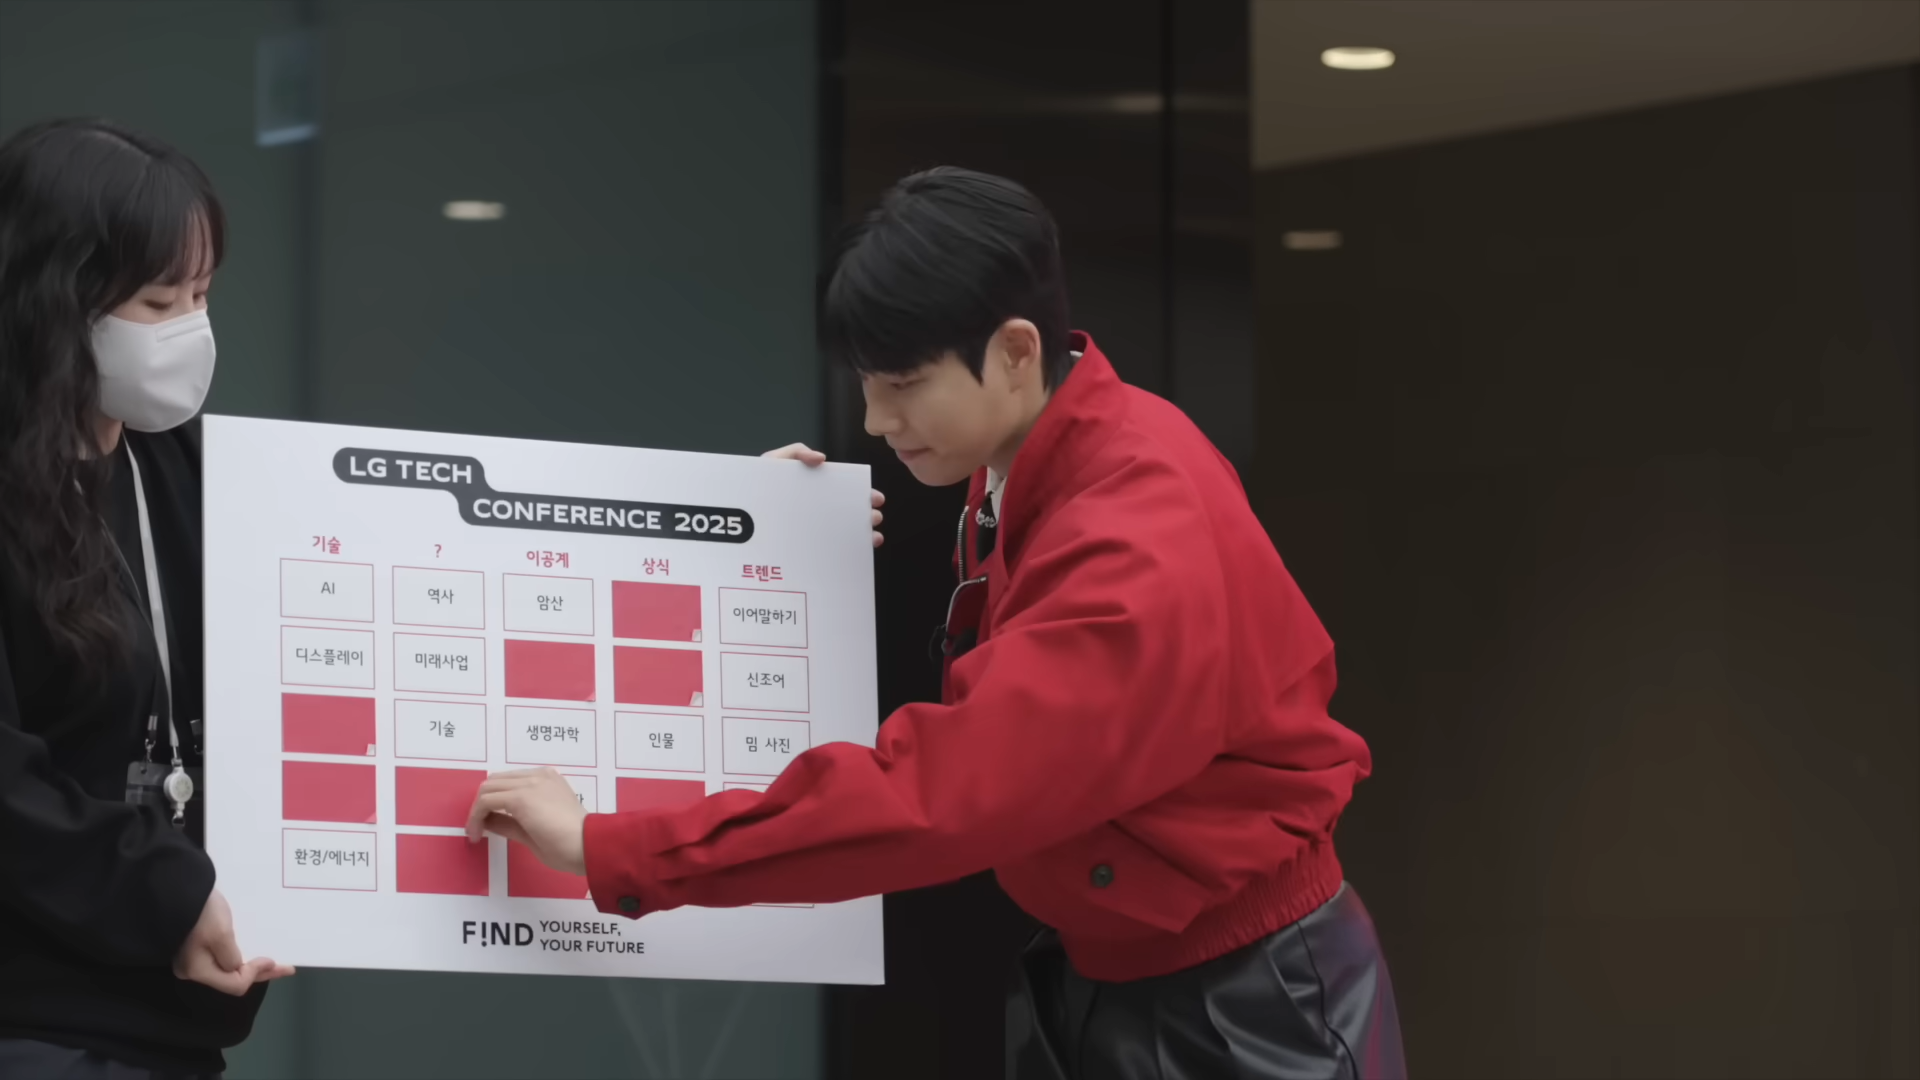 LG TECH
CONFERENCE 2025
기술 ? 이공계 상식 트렌드
AI 역사 암산 이어말하기
디스플레이 미래사업 신조어
기술 생명과학 인물 밈 사진
환경/에너지
F!ND YOURSELF,
YOUR FUTURE